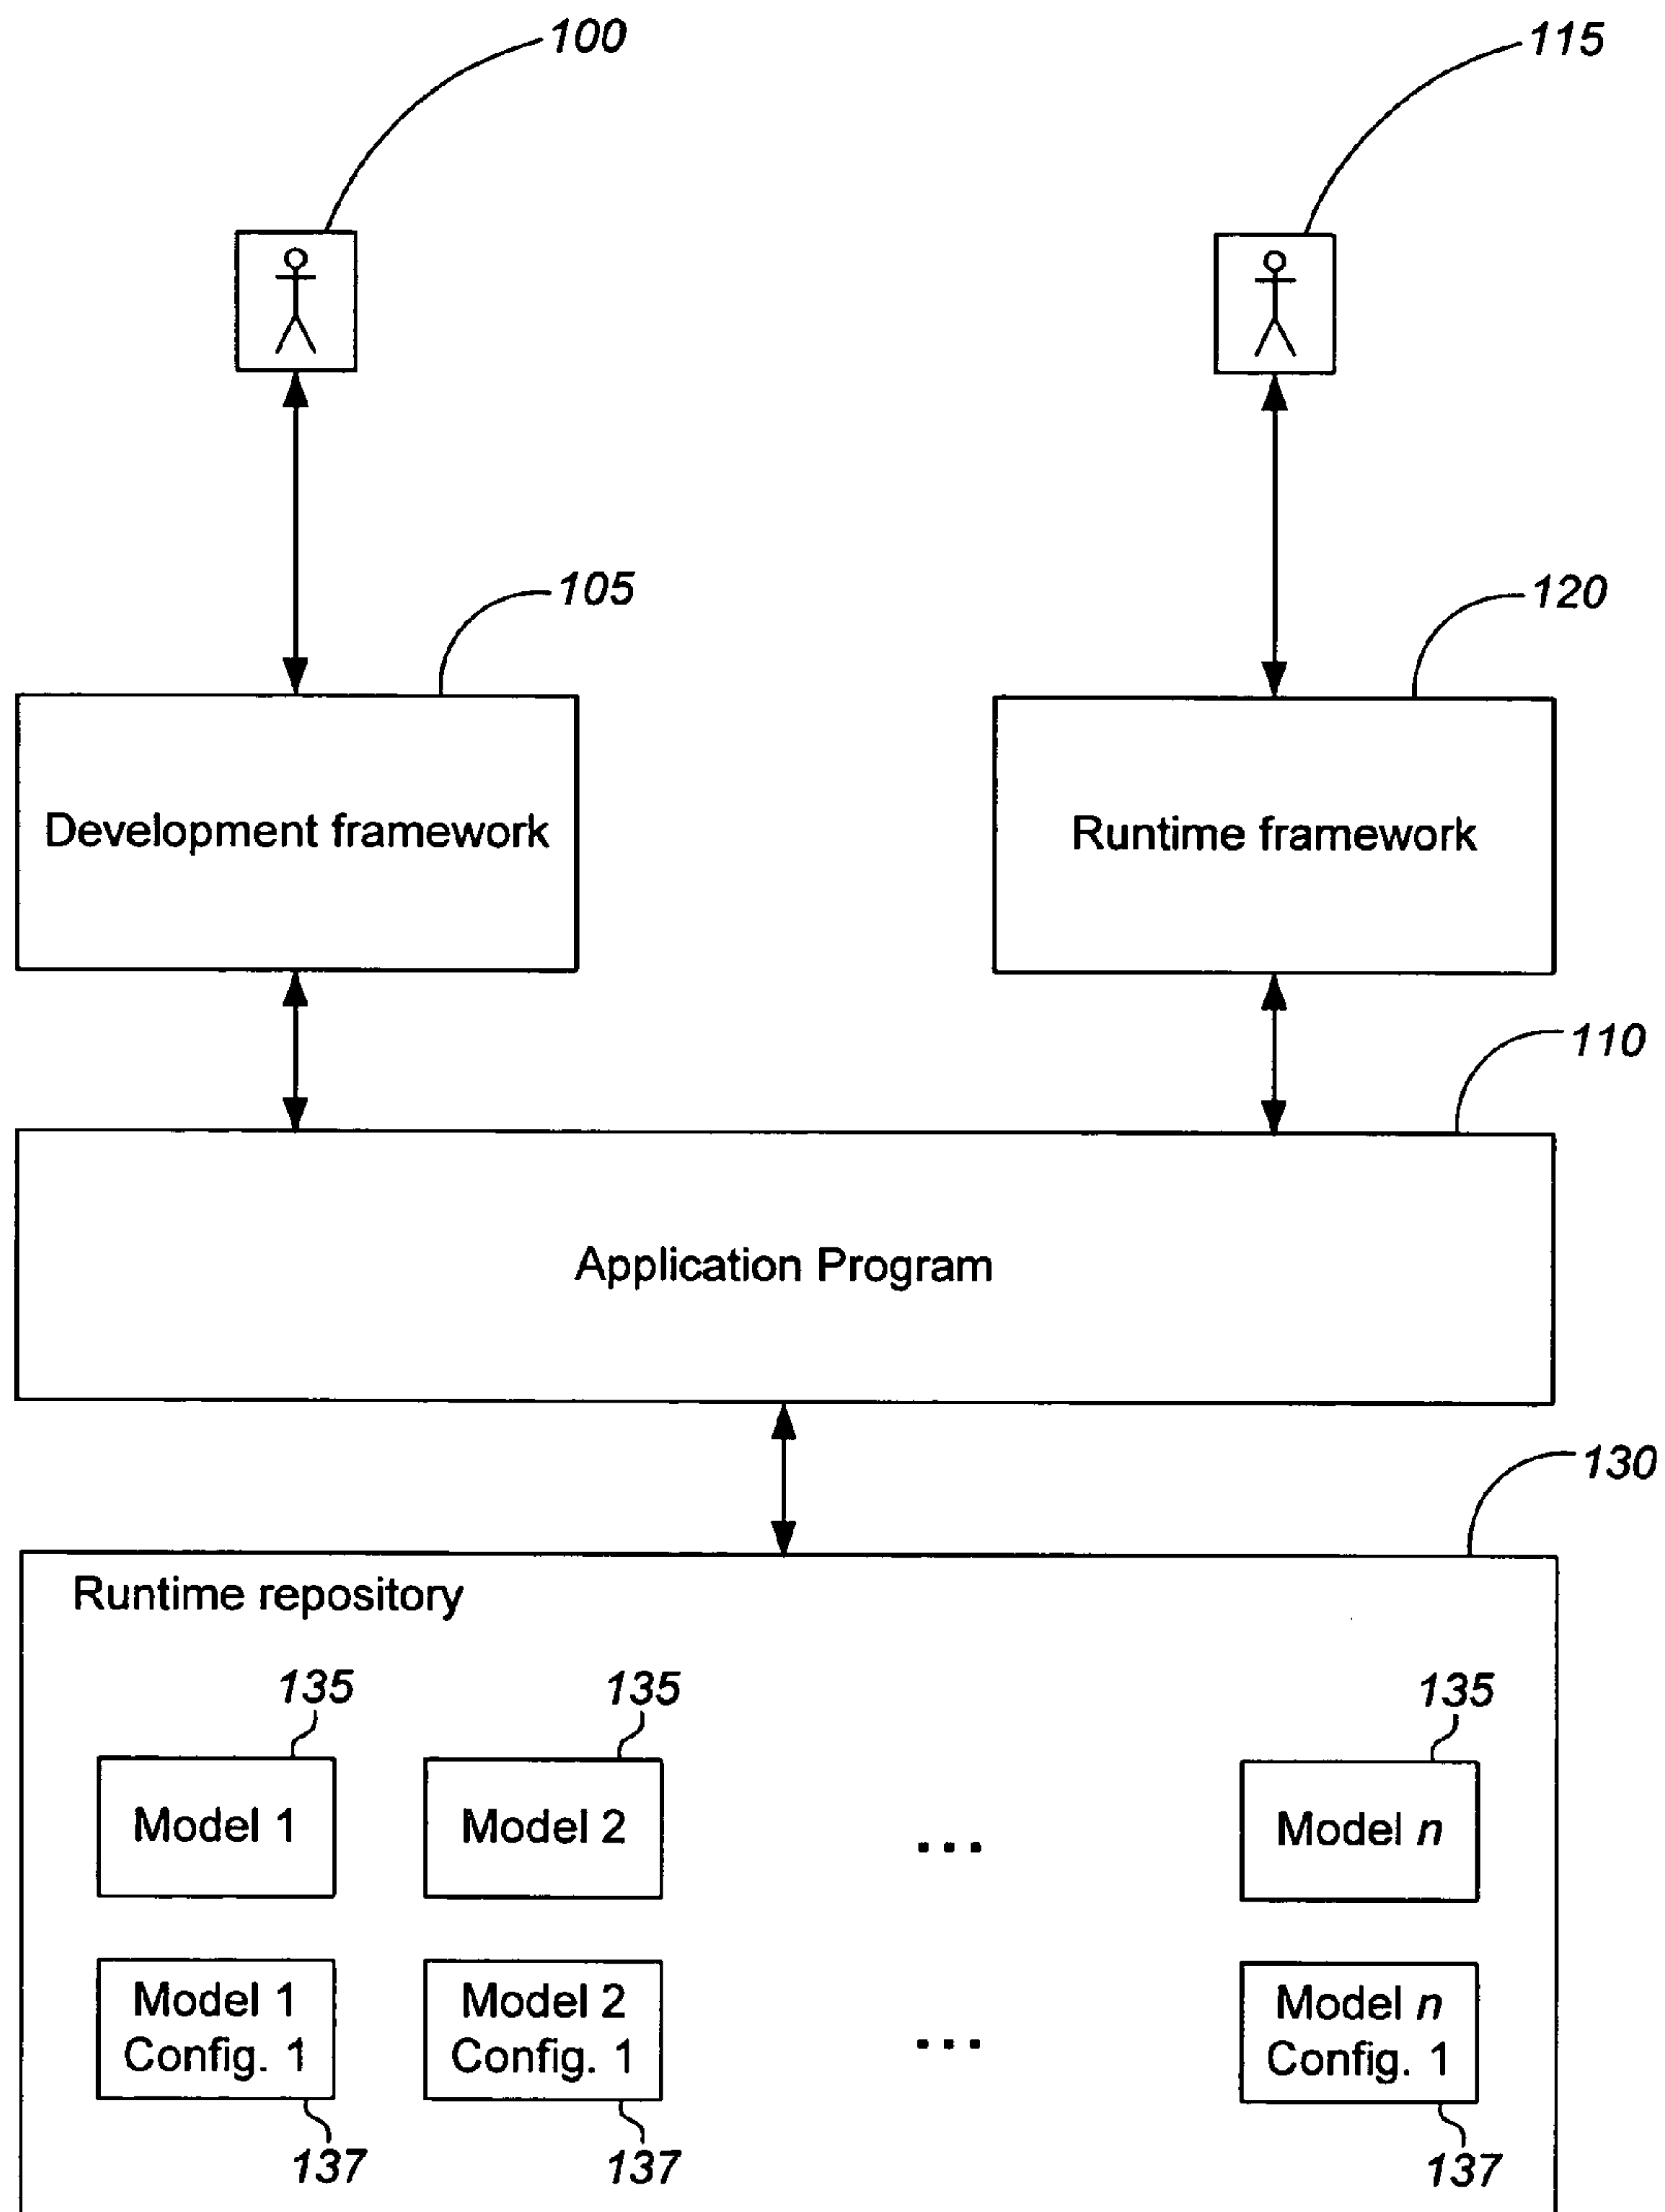 100
115
105
120
Development framework
Runtime framework
110
Application Program
130
Runtime repository
135
135
135
Model 1
Model 2
...
Model n
Model 1
Config. 1
Model 2
Config. 1
...
Model n
Config. 1
137
137
137